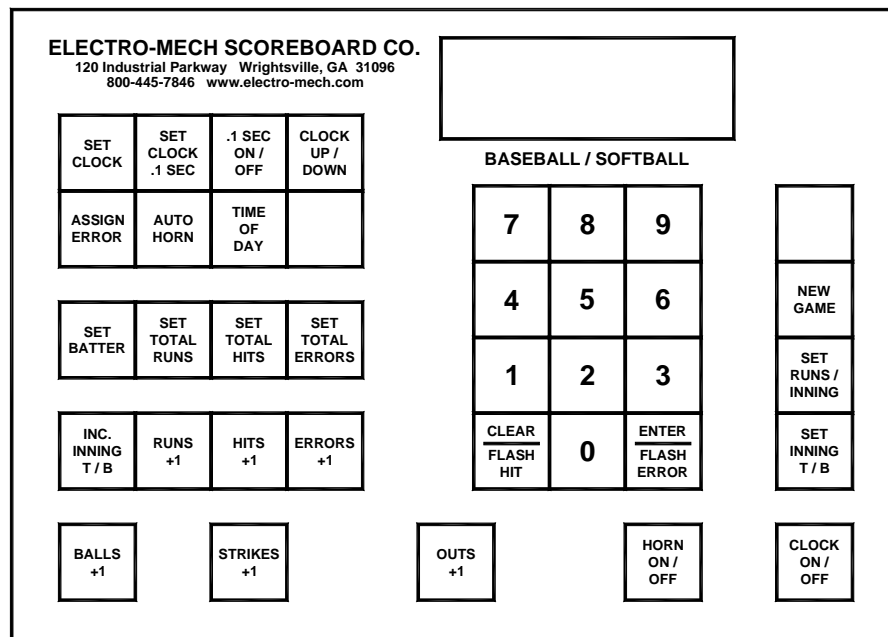 ELECTRO-MECH SCOREBOARD CO.
120 Industrial Parkway Wrightsville, GA 31096
800-445-7846 www.electro-mech.com
SET
CLOCK
SET
CLOCK
.1 SEC
.1 SEC
ON /
OFF
CLOCK
UP /
DOWN
ASSIGN
ERROR
AUTO
HORN
TIME
OF
DAY
SET
BATTER
SET
TOTAL
RUNS
SET
TOTAL
HITS
SET
TOTAL
ERRORS
INC.
INNING
T / B
RUNS
+1
HITS
+1
ERRORS
+1
BASEBALL / SOFTBALL
7
8
9
4
5
6
1
2
3
CLEAR
FLASH
HIT
0
ENTER
FLASH
ERROR
NEW
GAME
SET
RUNS /
INNING
SET
INNING
T / B
BALLS
+1
STRIKES
+1
OUTS
+1
HORN
ON /
OFF
CLOCK
ON /
OFF